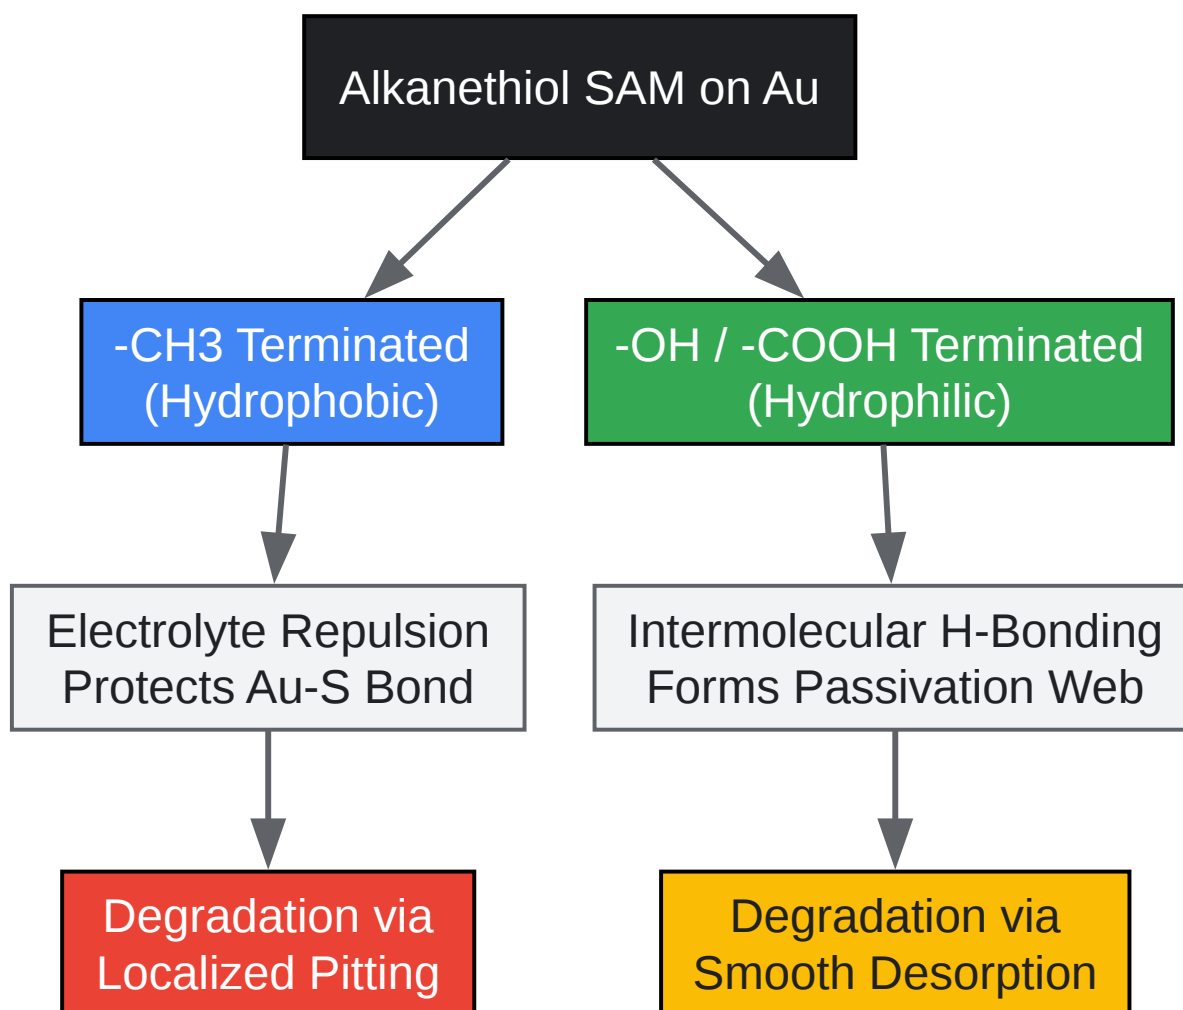 Alkanethiol SAM on Au
-CH3 Terminated
(Hydrophobic)
-OH / -COOH Terminated
(Hydrophilic)
Electrolyte Repulsion
Protects Au-S Bond
Intermolecular H-Bonding
Forms Passivation Web
Degradation via
Localized Pitting
Degradation via
Smooth Desorption